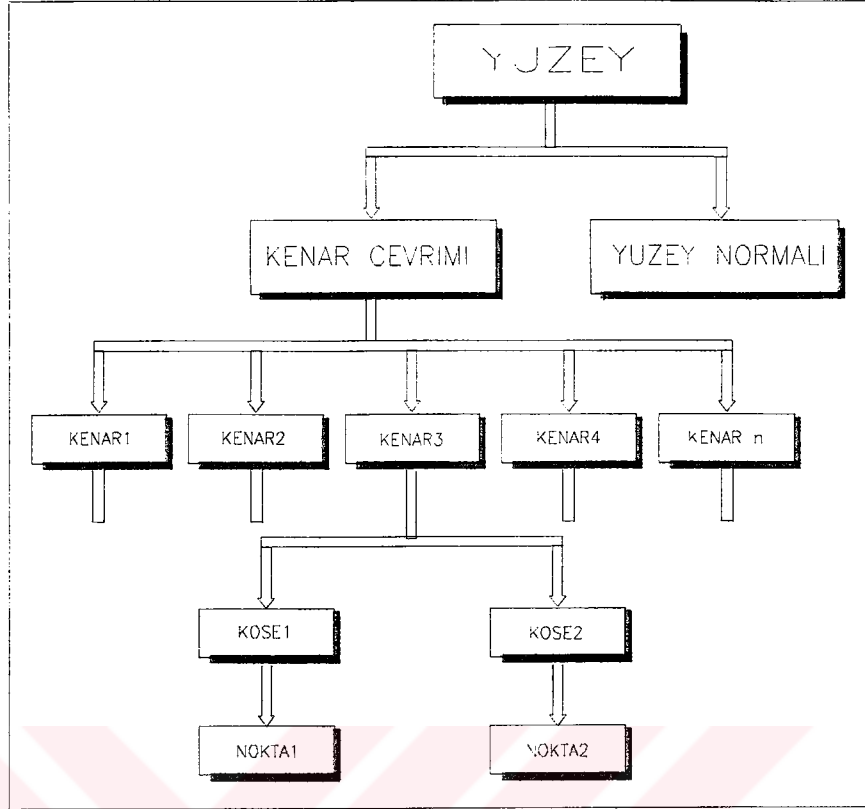 YUZEY
KENAR CEVRIMI
YUZEY NORMALI
KENAR1
KENAR2
KENAR3
KENAR4
KENAR n
KOSE1
KOSE2
NOKTA1
NOKTA2